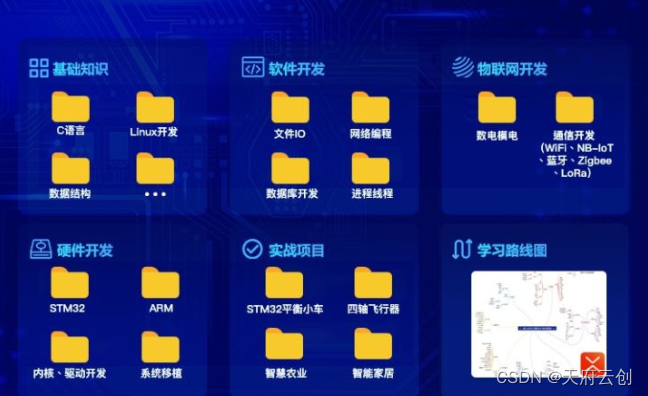 基础知识
C语言
Linux开发
数据结构
•••
软件开发
文件IO
网络编程
数据库开发
进程线程
物联网开发
数电模电
通信开发
（WiFi、NB-IoT
、蓝牙、Zigbee
、LoRa）
硬件开发
STM32
ARM
内核、驱动开发
系统移植
实战项目
STM32平衡小车
四轴飞行器
智慧农业
智能家居
学习路线图
CSDN @天府云创